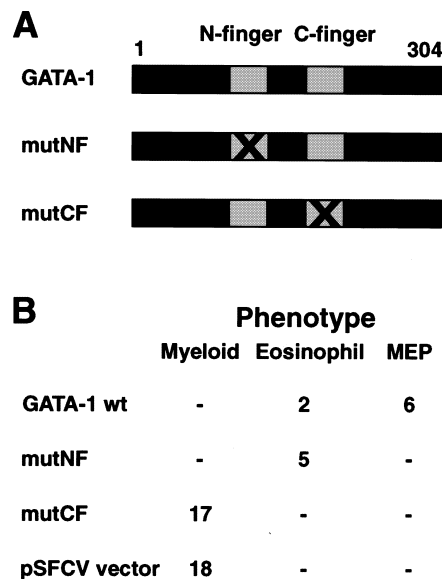 A
N-finger C-finger
1 304
GATA-1
mutNF
mutCF
B
Phenotype
Myeloid Eosinophil MEP
GATA-1 wt - 2 6
mutNF - 5 -
mutCF 17 - -
pSFCV vector 18 - -